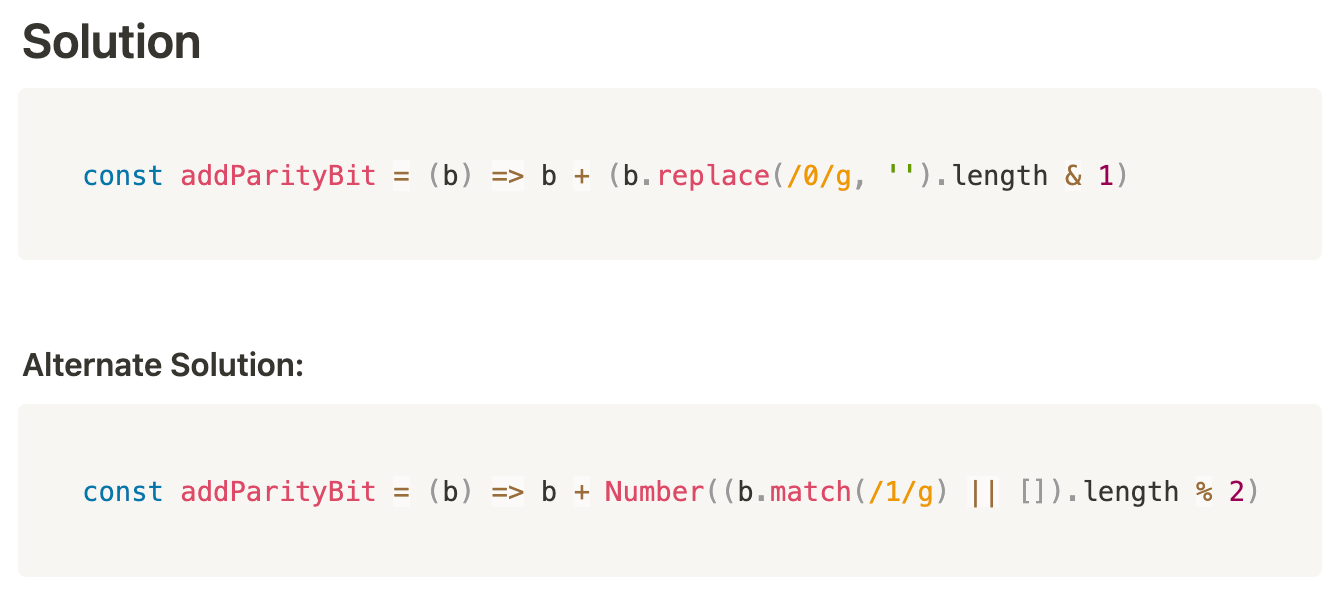 Solution
const addParityBit = (b) => b + (b.replace(/0/g, '').length & 1)
Alternate Solution:
const addParityBit = (b) => b + Number((b.match(/1/g) || []).length % 2)